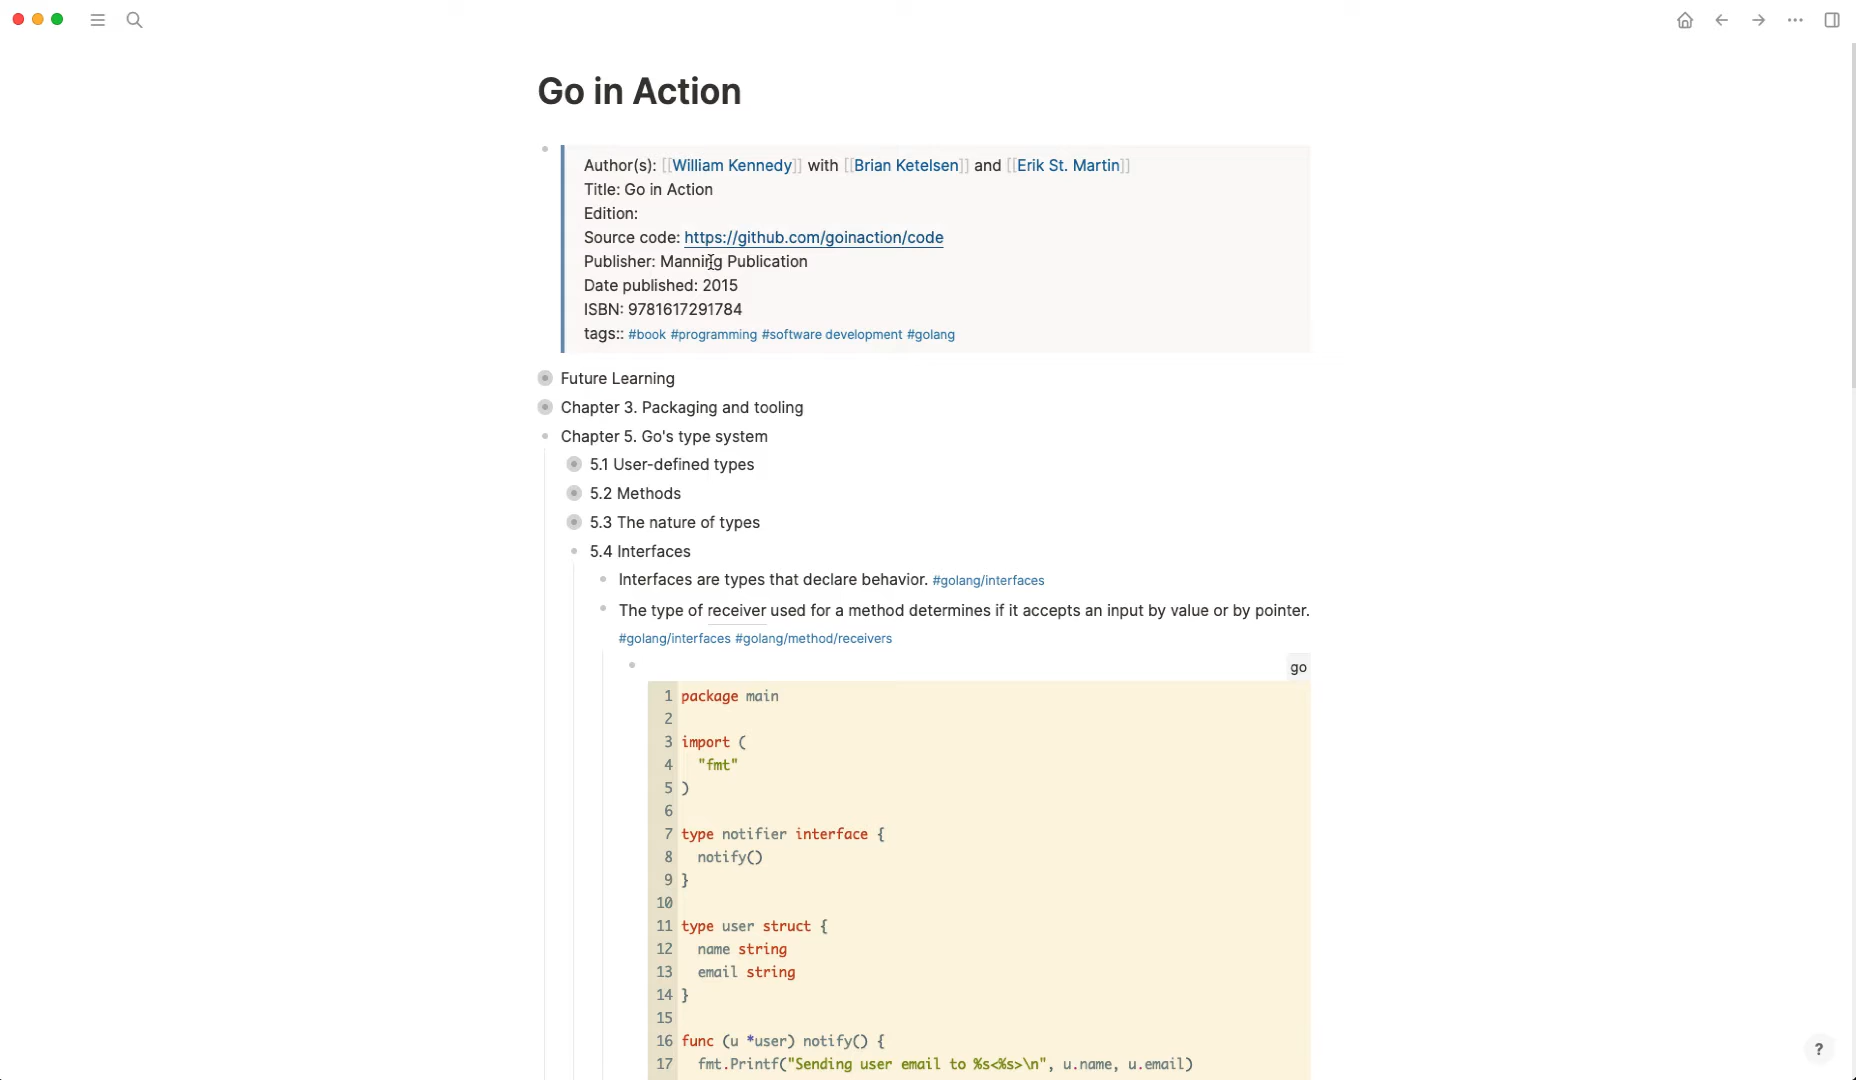 Go in Action
Author(s): [[William Kennedy]] with [[Brian Ketelsen]] and [[Erik St. Martin]]
Title: Go in Action
Edition:
Source code: https://github.com/goinaction/code
Publisher: Manning Publication
Date published: 2015
ISBN: 9781617291784
tags:: #book #programming #software development #golang
Future Learning
Chapter 3. Packaging and tooling
Chapter 5. Go's type system
5.1 User-defined types
5.2 Methods
5.3 The nature of types
5.4 Interfaces
Interfaces are types that declare behavior. #golang/interfaces
The type of receiver used for a method determines if it accepts an input by value or by pointer.
#golang/interfaces #golang/method/receivers
go
1 package main
2
3 import (
4   "fmt"
5 )
6
7 type notifier interface {
8   notify()
9 }
10
11 type user struct {
12   name string
13   email string
14 }
15
16 func (u *user) notify() {
17   fmt.Printf("Sending user email to %s<%s>\n", u.name, u.email)
?